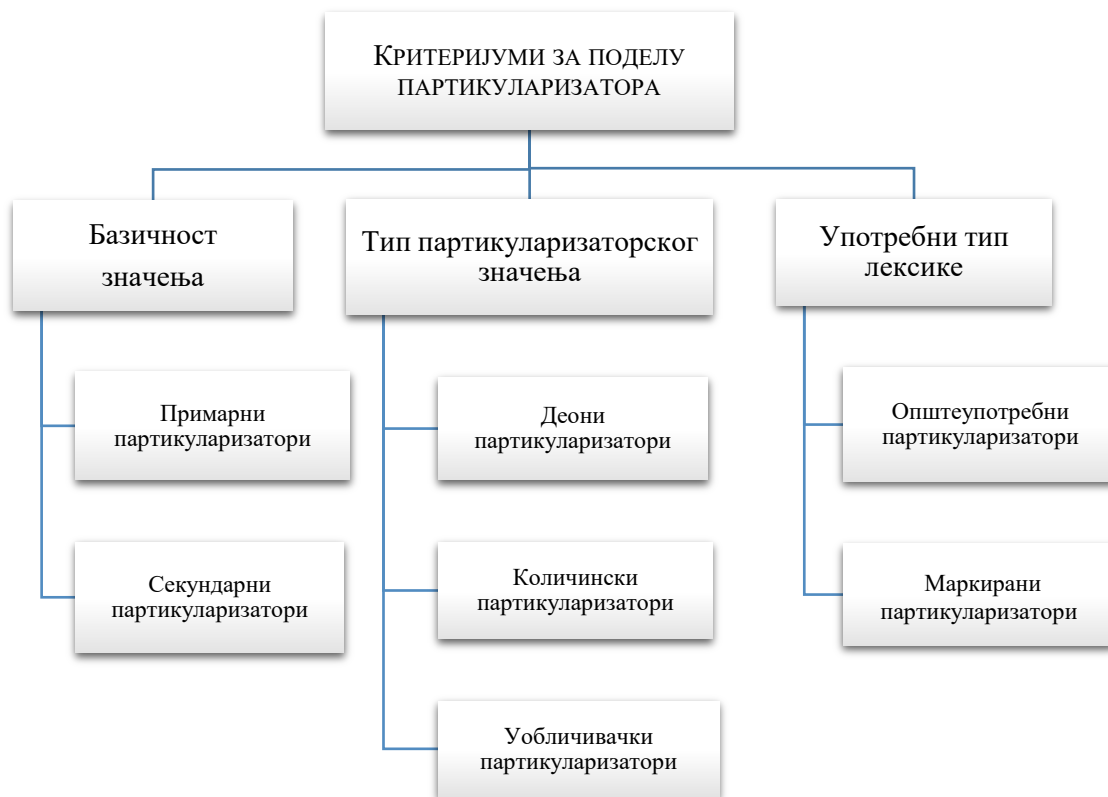 КРИТЕРИЈУМИ ЗА ПОДЕЛУ
ПАРТИКУЛАРИЗАТОРА
Базичност
значења
Примарни
партикуларизатори
Секундарни
партикуларизатори
Тип партикуларизаторског
значења
Деони
партикуларизатори
Количински
партикуларизатори
Уобличивачки
партикуларизатори
Употребни тип
лексике
Општеупотребни
партикуларизатори
Маркирани
партикуларизатори